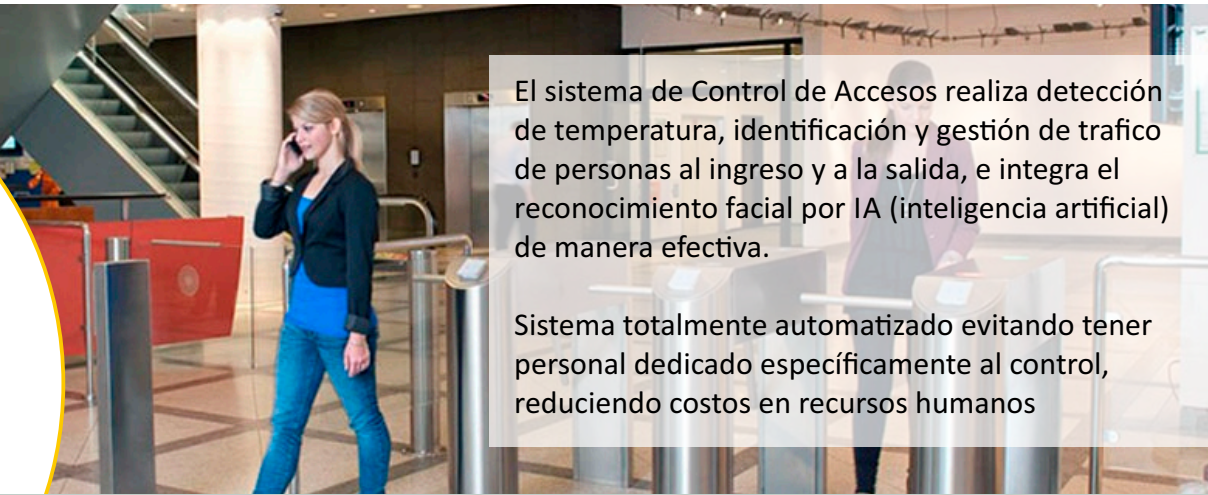 El sistema de Control de Accesos realiza detección
de temperatura, identificación y gestión de trafico
de personas al ingreso y a la salida, e integra el
reconocimiento facial por IA (inteligencia artificial)
de manera efectiva.
Sistema totalmente automatizado evitando tener
personal dedicado específicamente al control,
reduciendo costos en recursos humanos